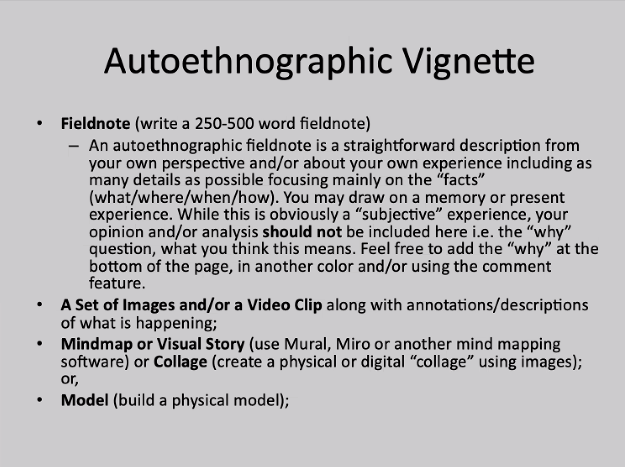 Autoethnographic Vignette
• Fieldnote (write a 250-500 word fieldnote)
– An autoethnographic fieldnote is a straightforward description from
your own perspective and/or about your own experience including as
many details as possible focusing mainly on the “facts”
(what/where/when/how). You may draw on a memory or present
experience. While this is obviously a “subjective” experience, your
opinion and/or analysis should not be included here i.e. the “why”
question, what you think this means. Feel free to add the “why” at the
bottom of the page, in another color and/or using the comment
feature.
• A Set of Images and/or a Video Clip along with annotations/descriptions
of what is happening;
• Mindmap or Visual Story (use Mural, Miro or another mind mapping
software) or Collage (create a physical or digital “collage” using images);
or,
• Model (build a physical model);